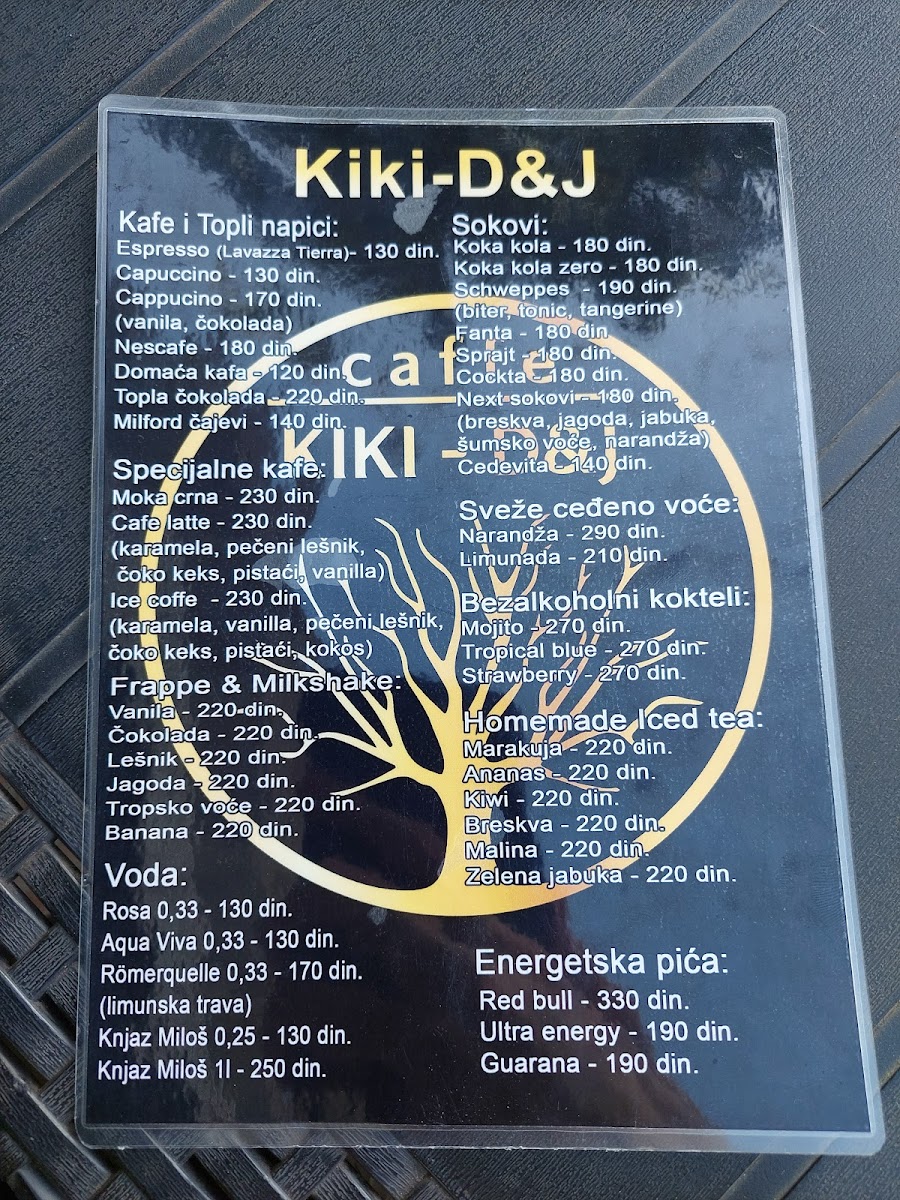 Kiki-D&J
Kafe i Topli napici:
Espresso (Lavazza Tierra)- 130 din.
Capuccino - 130 din.
Cappucino - 170 din.
(vanila, čokolada)
Nescafe - 180 din.
Domaća kafa - 120 din.
Topla čokolada - 220 din.
Milford čajevi - 140 din.
Specijalne kafe:
Moka crna - 230 din.
Cafe latte - 230 din.
(karamela, pečeni lešnik,
čoko keks, pistaći, vanilla)
Ice coffe - 230 din.
(karamela, vanilla, pečeni lešnik,
čoko keks, pistaći, kokos)
Frappe & Milkshake:
Vanila - 220 din.
Čokolada - 220 din.
Lešnik - 220 din.
Jagoda - 220 din.
Tropsko voće - 220 din.
Banana - 220 din.
Voda:
Rosa 0,33 - 130 din.
Aqua Viva 0,33 - 130 din.
Römerquelle 0,33 - 170 din.
(limunska trava)
Knjaz Miloš 0,25 - 130 din.
Knjaz Miloš 1l - 250 din.
Sokovi:
Koka kola - 180 din.
Koka kola zero - 180 din.
Schweppes - 190 din.
(biter, tonic, tangerine)
Fanta - 180 din.
Sprajt - 180 din.
Cockta - 180 din.
Next sokovi - 180 din.
(breskva, jagoda, jabuka,
šumsko voće, narandža)
Cedevita - 140 din.
Sveže ceđeno voće:
Narandža - 290 din.
Limunada - 210 din.
Bezalkoholni kokteli:
Mojito - 270 din.
Tropical blue - 270 din.
Strawberry - 270 din.
Homemade Iced tea:
Marakuja - 220 din.
Ananas - 220 din.
Kiwi - 220 din.
Breskva - 220 din.
Malina - 220 din.
Zelena jabuka - 220 din.
Energetska pića:
Red bull - 330 din.
Ultra energy - 190 din.
Guarana - 190 din.
caffe
KIKI - D&J